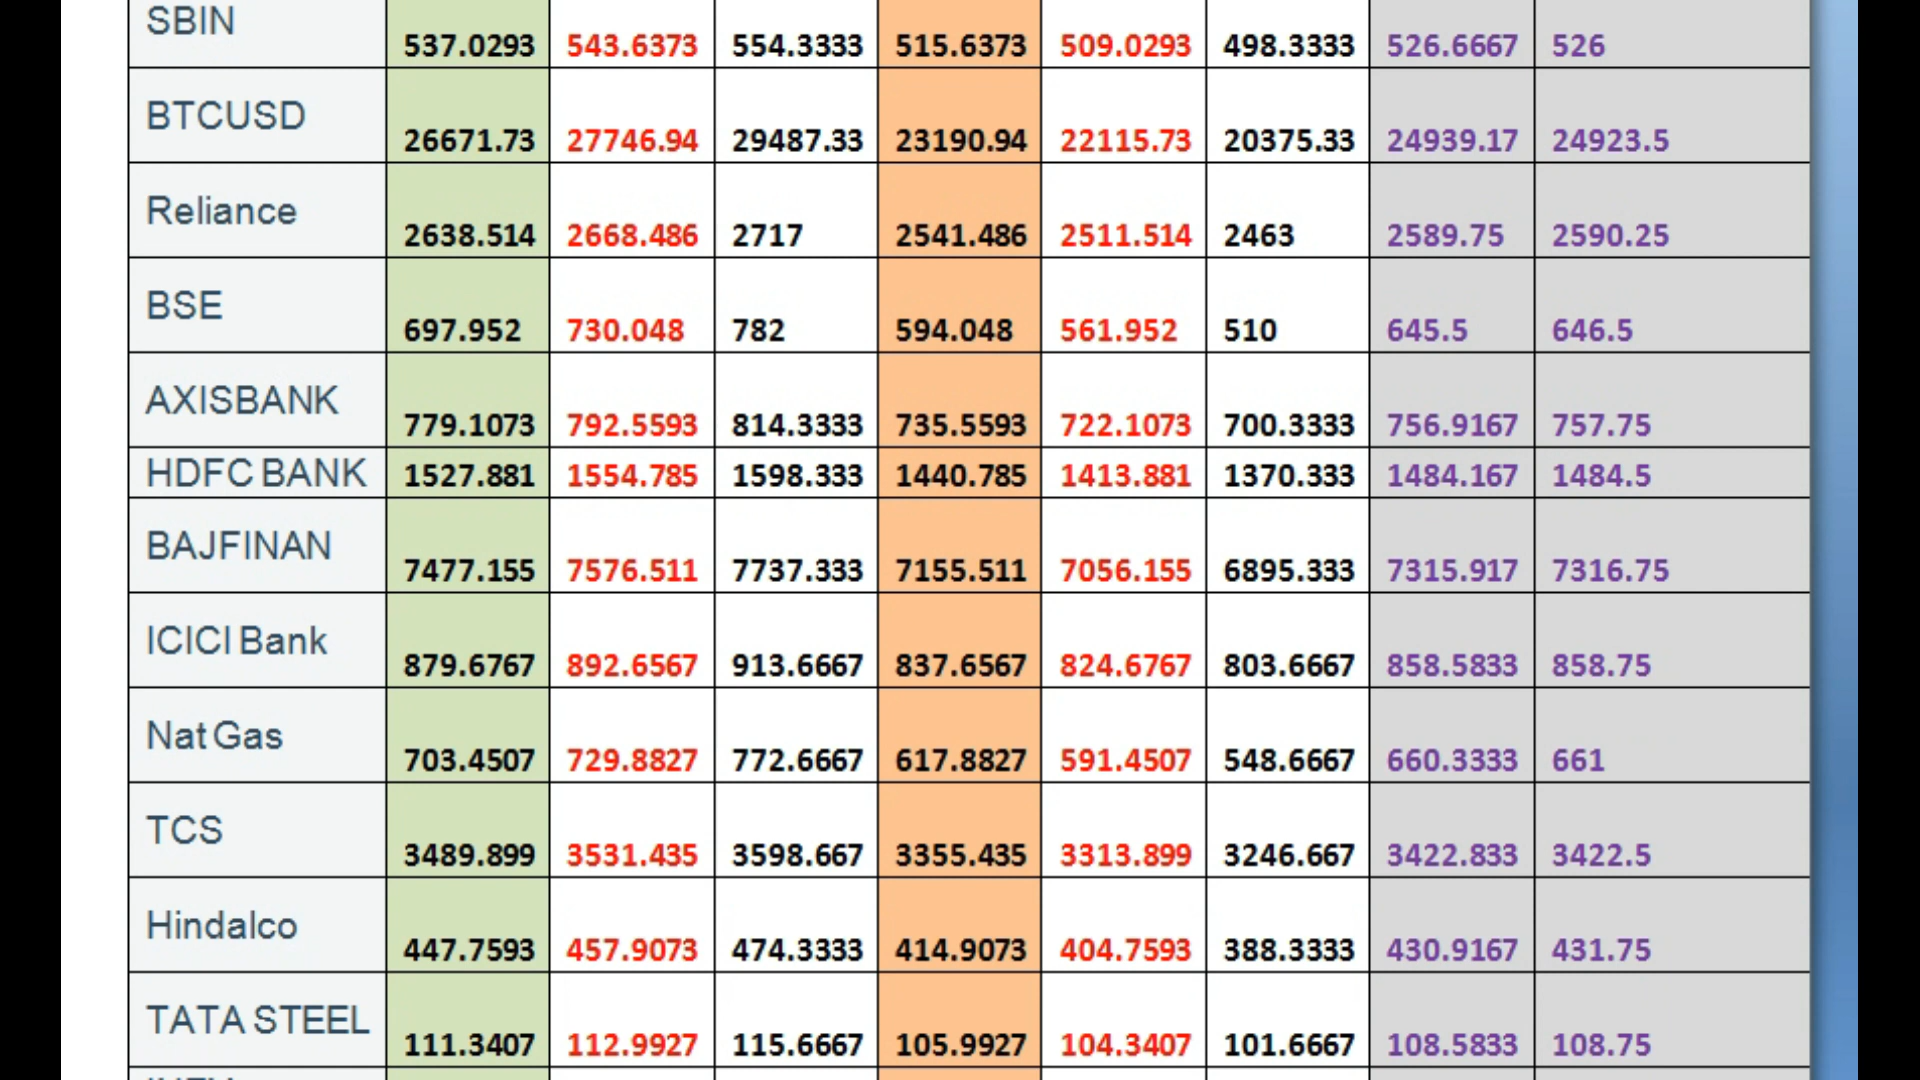 SBIN 537.0293 543.6373 554.3333 515.6373 509.0293 498.3333 526.6667 526
BTCUSD 26671.73 27746.94 29487.33 23190.94 22115.73 20375.33 24939.17 24923.5
Reliance 2638.514 2668.486 2717 2541.486 2511.514 2463 2589.75 2590.25
BSE 697.952 730.048 782 594.048 561.952 510 645.5 646.5
AXISBANK 779.1073 792.5593 814.3333 735.5593 722.1073 700.3333 756.9167 757.75
HDFC BANK 1527.881 1554.785 1598.333 1440.785 1413.881 1370.333 1484.167 1484.5
BAJFINAN 7477.155 7576.511 7737.333 7155.511 7056.155 6895.333 7315.917 7316.75
ICICI Bank 879.6767 892.6567 913.6667 837.6567 824.6767 803.6667 858.5833 858.75
Nat Gas 703.4507 729.8827 772.6667 617.8827 591.4507 548.6667 660.3333 661
TCS 3489.899 3531.435 3598.667 3355.435 3313.899 3246.667 3422.833 3422.5
Hindalco 447.7593 457.9073 474.3333 414.9073 404.7593 388.3333 430.9167 431.75
TATA STEEL 111.3407 112.9927 115.6667 105.9927 104.3407 101.6667 108.5833 108.75